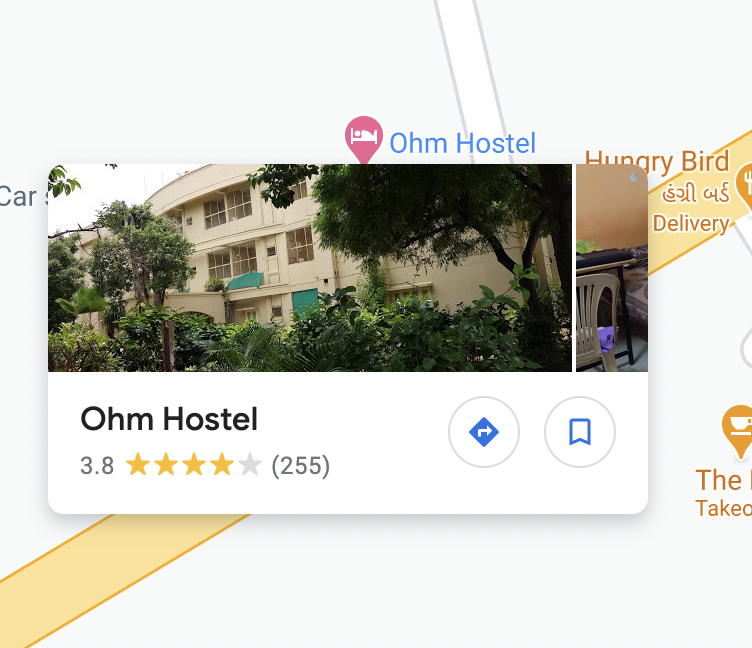 Ohm Hostel
Hungry Bird
હંગ્રી બર્ડ
Delivery
Car
Ohm Hostel
3.8 (255)
The
Takeo